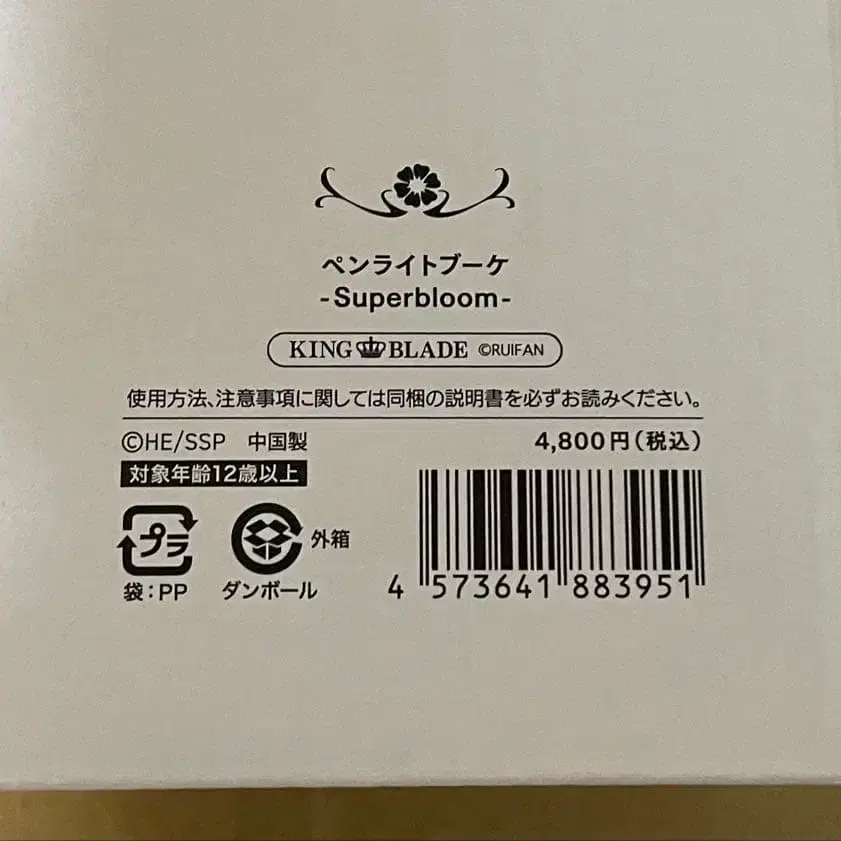 ペンライトブーケ
-Superbloom-
KING BLADE ©RUIFAN
使用方法、注意事項に関しては同梱の説明書を必ずお読みください。
©HE/SSP 中国製
4,800円(税込)
対象年齢12歳以上
プラ
外箱
袋:PP
ダンボール
4 573641 883951